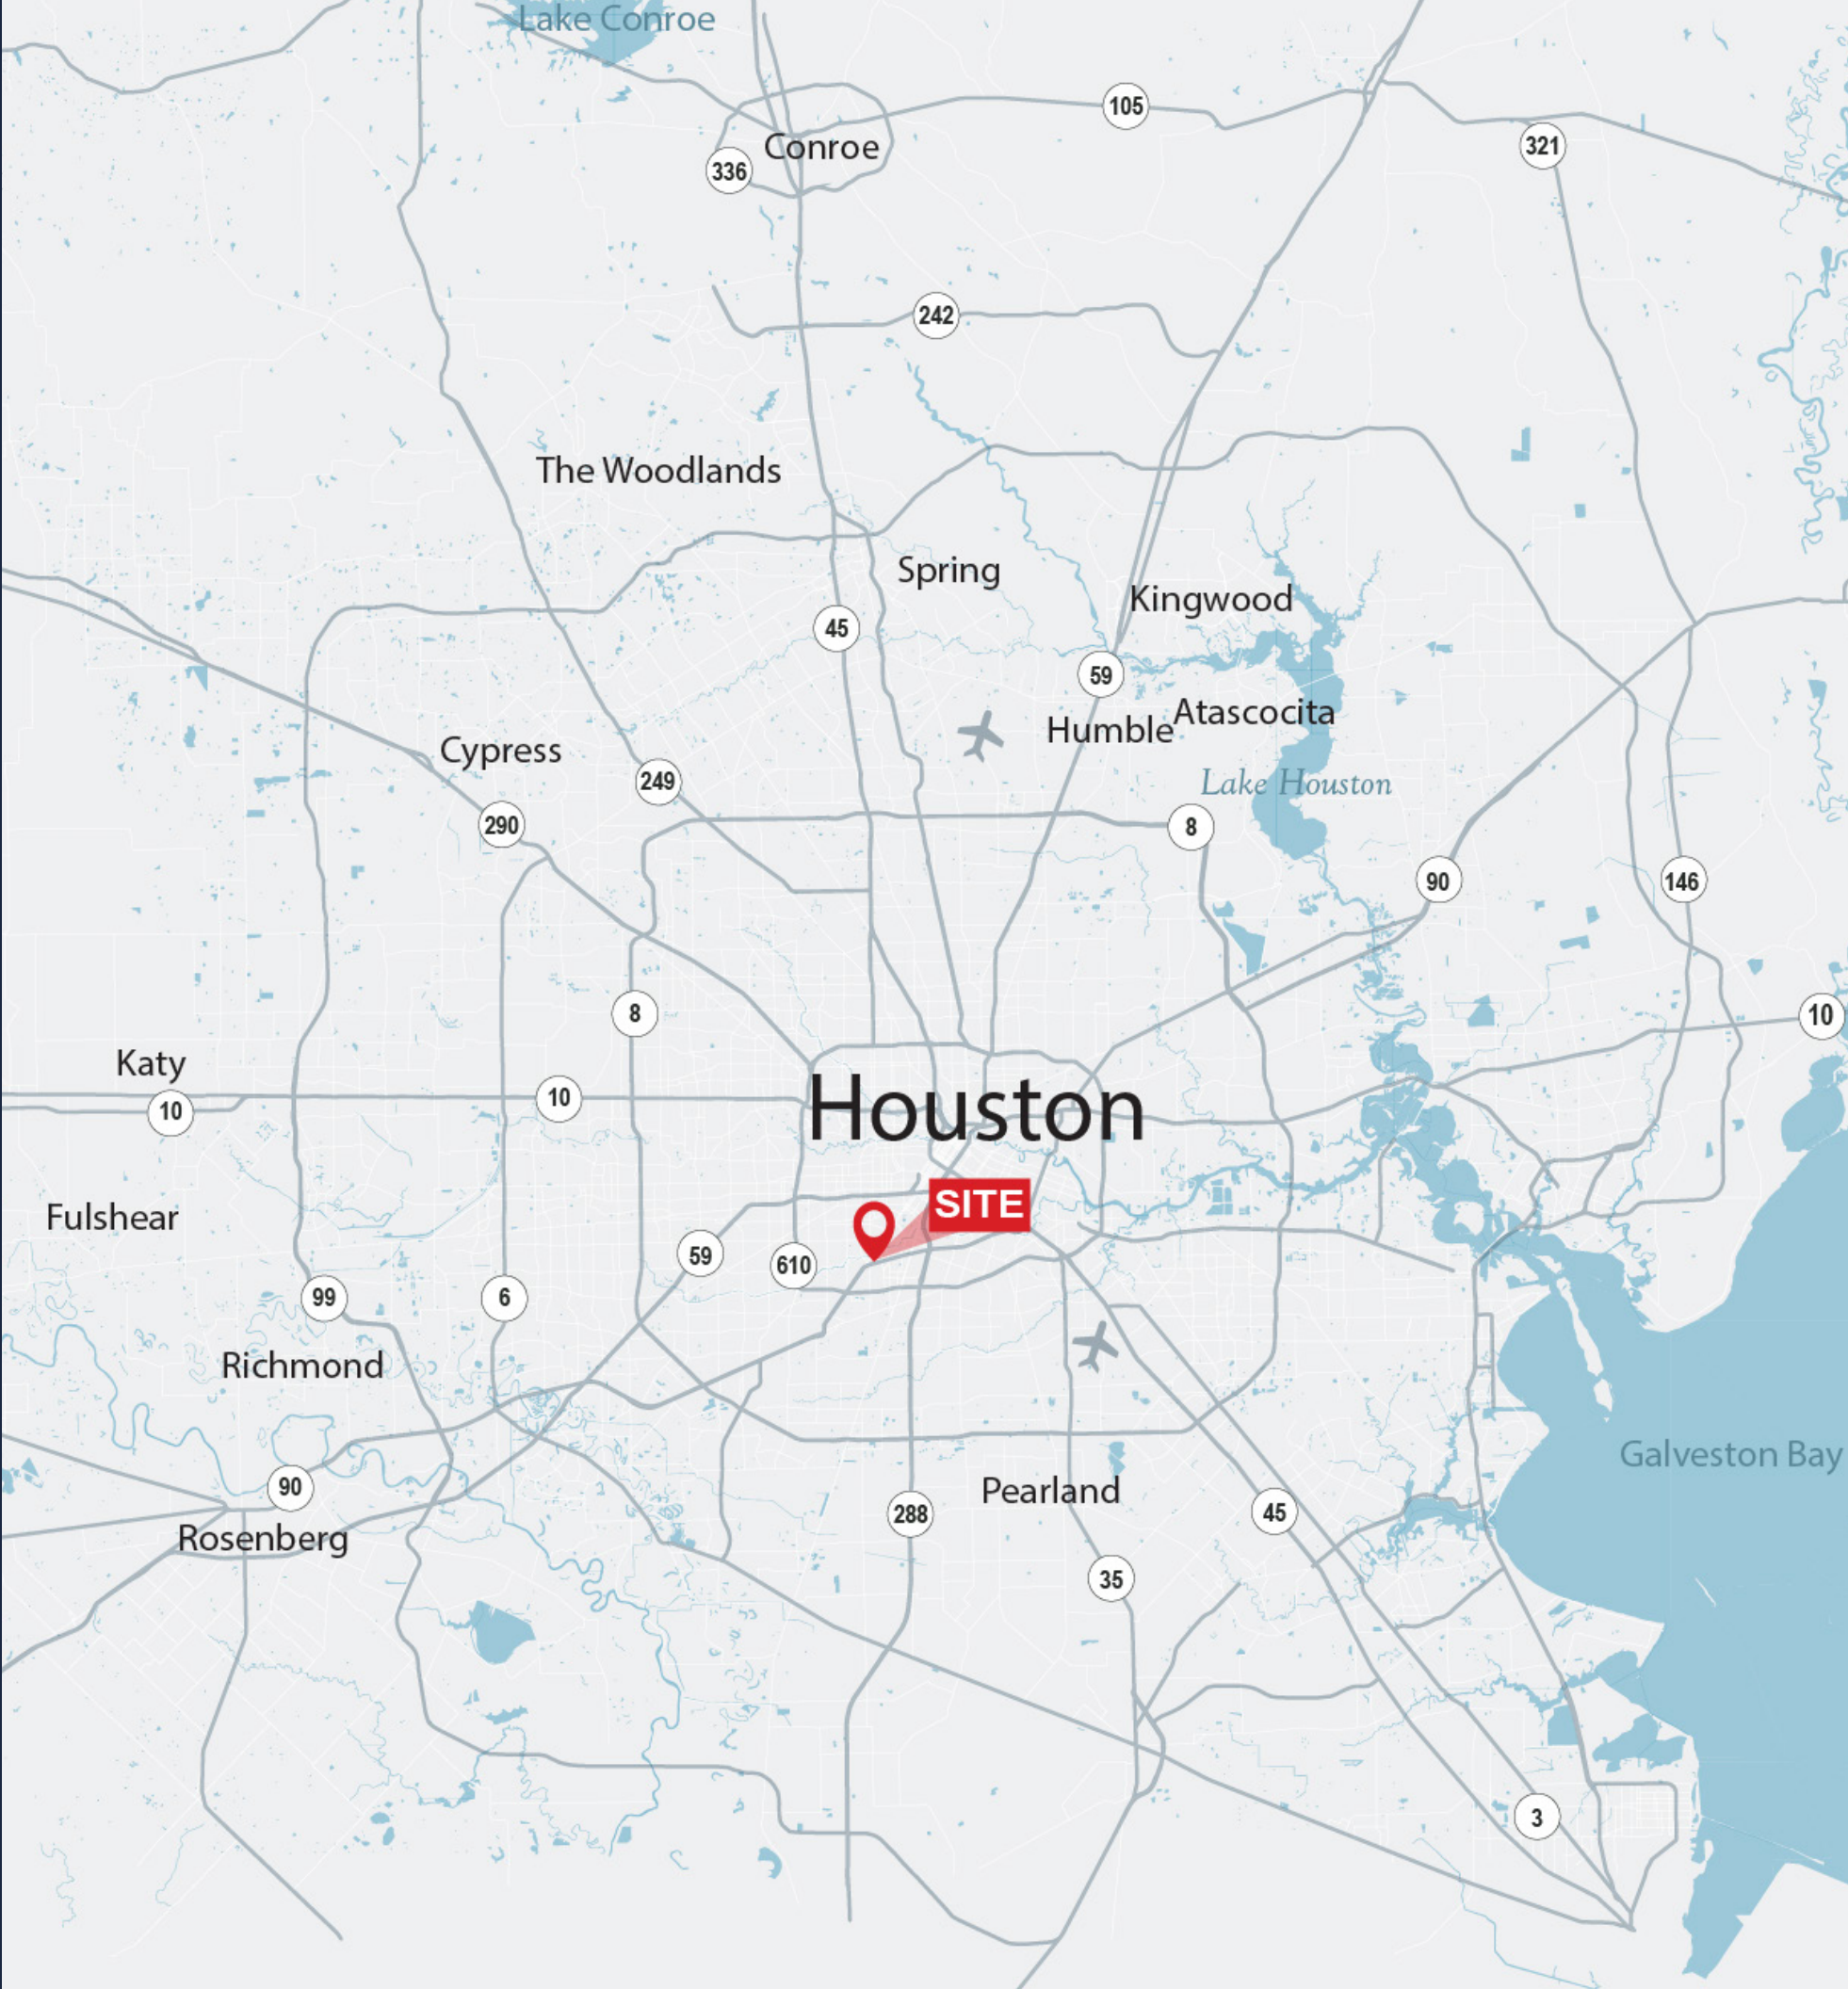 Lake Conroe
105
321
Conroe
336
242
The Woodlands
Spring
Kingwood
45
59
Atascocita
Humble
Cypress
249
Lake Houston
290
8
90
146
8
10
Katy
10
10
Houston
SITE
Fulshear
59
610
99
6
Richmond
Galveston Bay
90
Pearland
288
45
Rosenberg
35
3